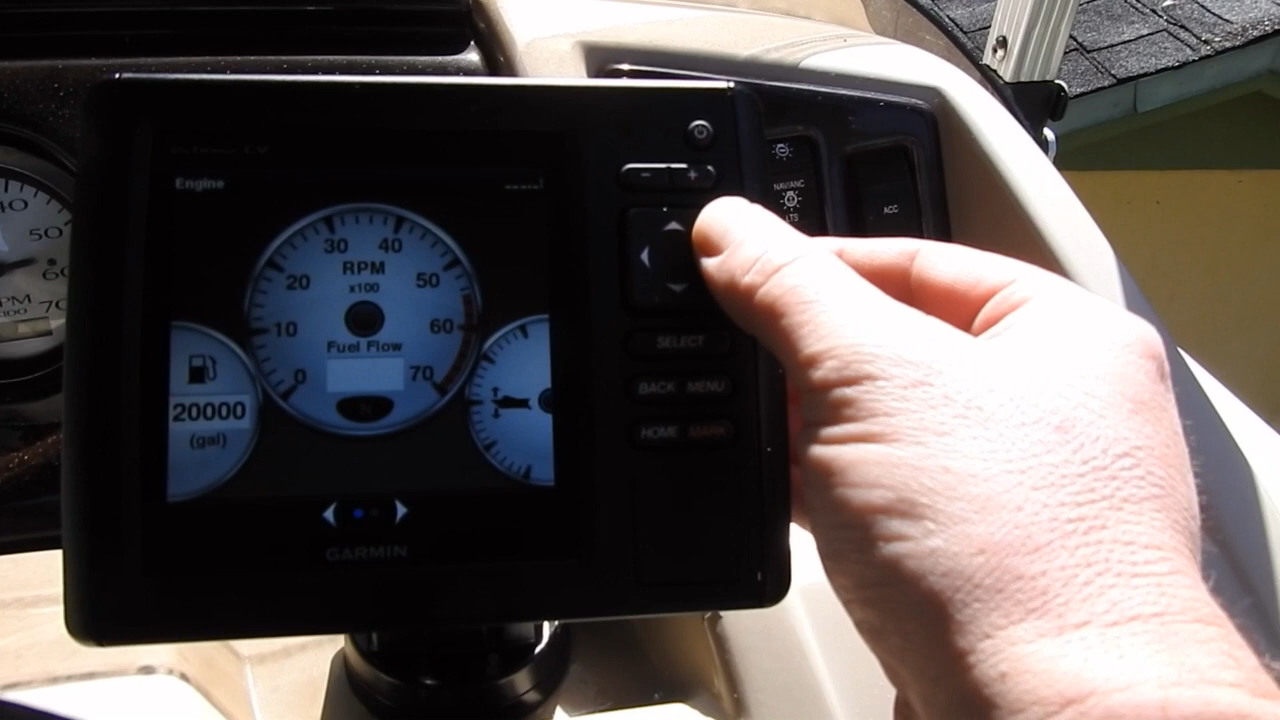 Engine
30 40
RPM
x100
20 50
10 60
Fuel Flow
0 70
20000
(gal)
GARMIN
SELECT
BACK MENU
HOME MARK
NAV/ANC
LTS
ACC
40
50
60
70